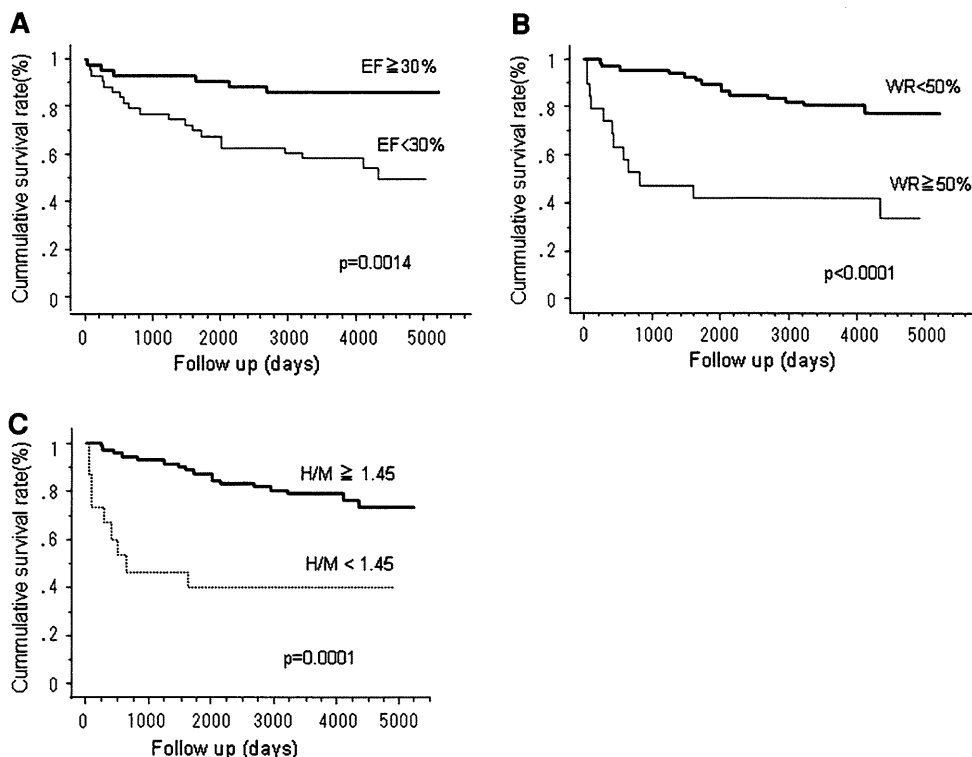 A
Cummulative survival rate(%)
1
.8
.6
.4
.2
0
EF≧30%
EF<30%
p=0.0014
0 1000 2000 3000 4000 5000
Follow up (days)
B
Cummulative survival rate(%)
1
.8
.6
.4
.2
0
WR<50%
WR≧50%
p<0.0001
0 1000 2000 3000 4000 5000
Follow up (days)
C
Cummulative survival rate(%)
1
.8
.6
.4
.2
0
H/M ≧ 1.45
H/M < 1.45
p=0.0001
0 1000 2000 3000 4000 5000
Follow up (days)